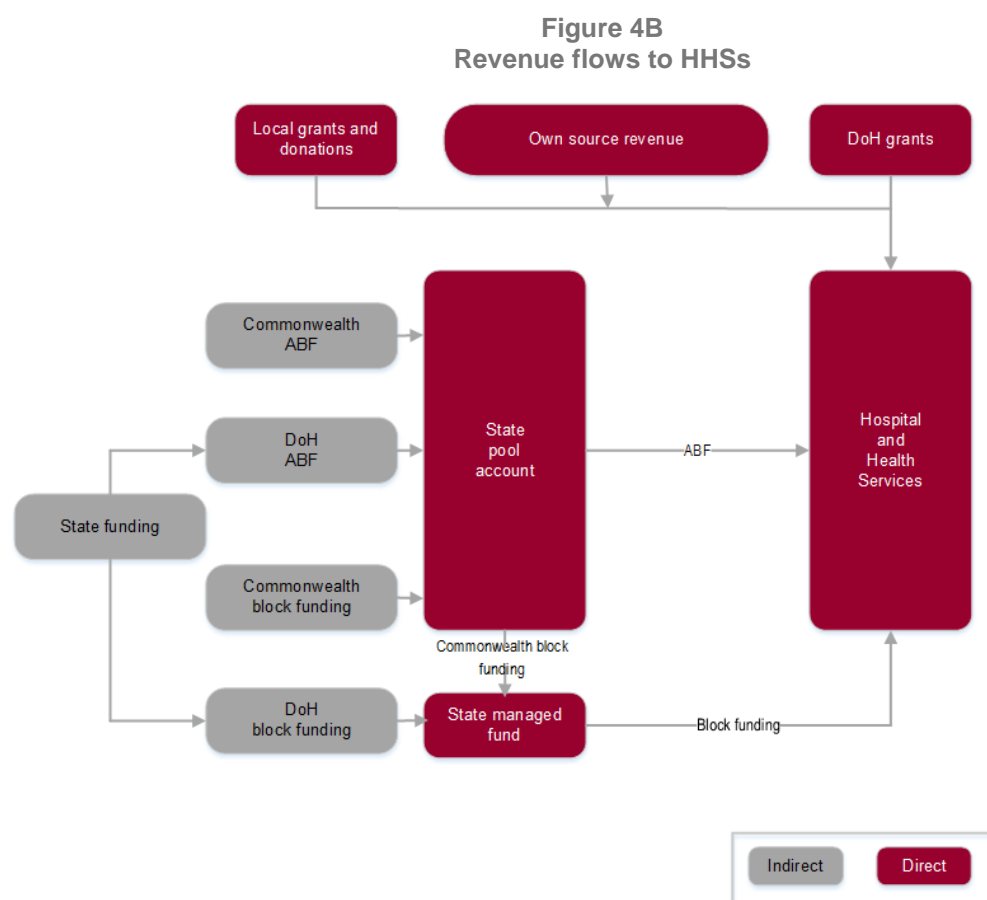 Figure 4B
Revenue flows to HHSs
Local grants and
donations
Own source revenue
DoH grants
Commonwealth
ABF
DoH
ABF
State funding
Commonwealth
block funding
DoH
block funding
State
pool
account
ABF
Hospital
and
Health
Services
Commonwealth block
funding
State managed
fund
Block funding
Indirect
Direct